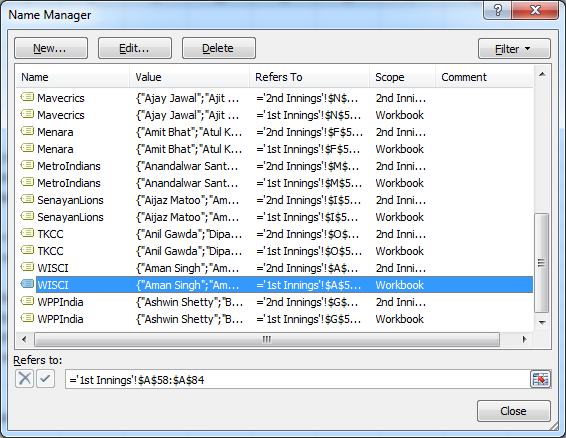 Name Manager
New... Edit... Delete Filter
Name Value Refers To Scope Comment
Mavecrics {"Ajay Jawal";"Ajit ... ='2nd Innings'!$N$... 2nd Inni...
Mavecrics {"Ajay Jawal";"Ajit ... ='1st Innings'!$N$5... Workbook
Menara {"Amit Bhat";"Atul K... ='2nd Innings'!$F$5... 2nd Inni...
Menara {"Amit Bhat";"Atul K... ='1st Innings'!$F$5... Workbook
MetroIndians {"Anandalwar Sant... ='2nd Innings'!$M$... 2nd Inni...
MetroIndians {"Anandalwar Sant... ='1st Innings'!$M$5... Workbook
SenayanLions {"Aijaz Matoo";"Am... ='2nd Innings'!$I$5... 2nd Inni...
SenayanLions {"Aijaz Matoo";"Am... ='1st Innings'!$I$5... Workbook
TKCC {"Anil Gawda";"Dipa... ='2nd Innings'!$O$... 2nd Inni...
TKCC {"Anil Gawda";"Dipa... ='1st Innings'!$O$5... Workbook
WISCI {"Aman Singh";"Am... ='2nd Innings'!$A$... 2nd Inni...
WISCI {"Aman Singh";"Am... ='1st Innings'!$A$5... Workbook
WPPIndia {"Ashwin Shetty";"B... ='2nd Innings'!$G$... 2nd Inni...
WPPIndia {"Ashwin Shetty";"B... ='1st Innings'!$G$5... Workbook
Refers to:
='1st Innings'!$A$58:$A$84
Close